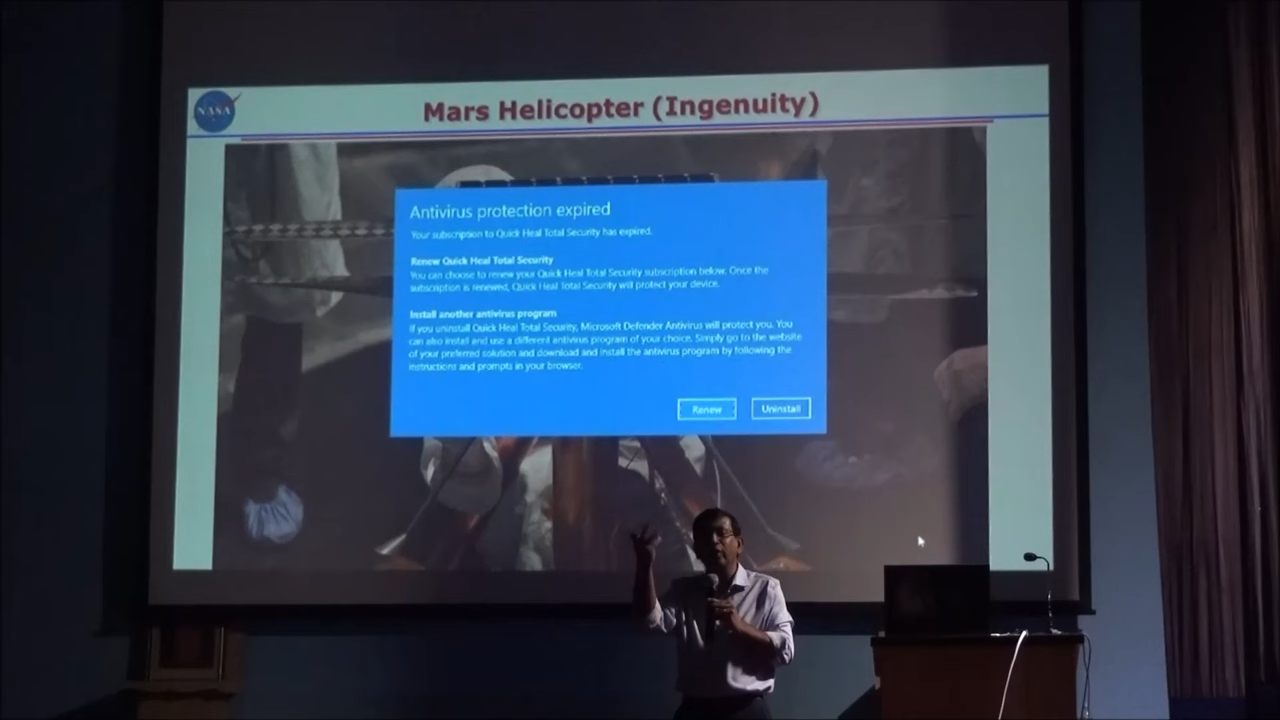 NASA
Mars Helicopter (Ingenuity)
Antivirus protection expired
Your subscription to Quick Heal Total Security has expired.
Renew Quick Heal Total Security
You can choose to renew your Quick Heal Total Security subscription below. Once the
subscription is renewed, Quick Heal Total Security will protect your device.
Install another antivirus program
If you uninstall Quick Heal Total Security, Microsoft Defender Antivirus will protect you. You
can also install and use a different antivirus program of your choice. Simply go to the website
of your preferred solution and download and install the antivirus program by following the
instructions and prompts in your browser.
Renew
Uninstall